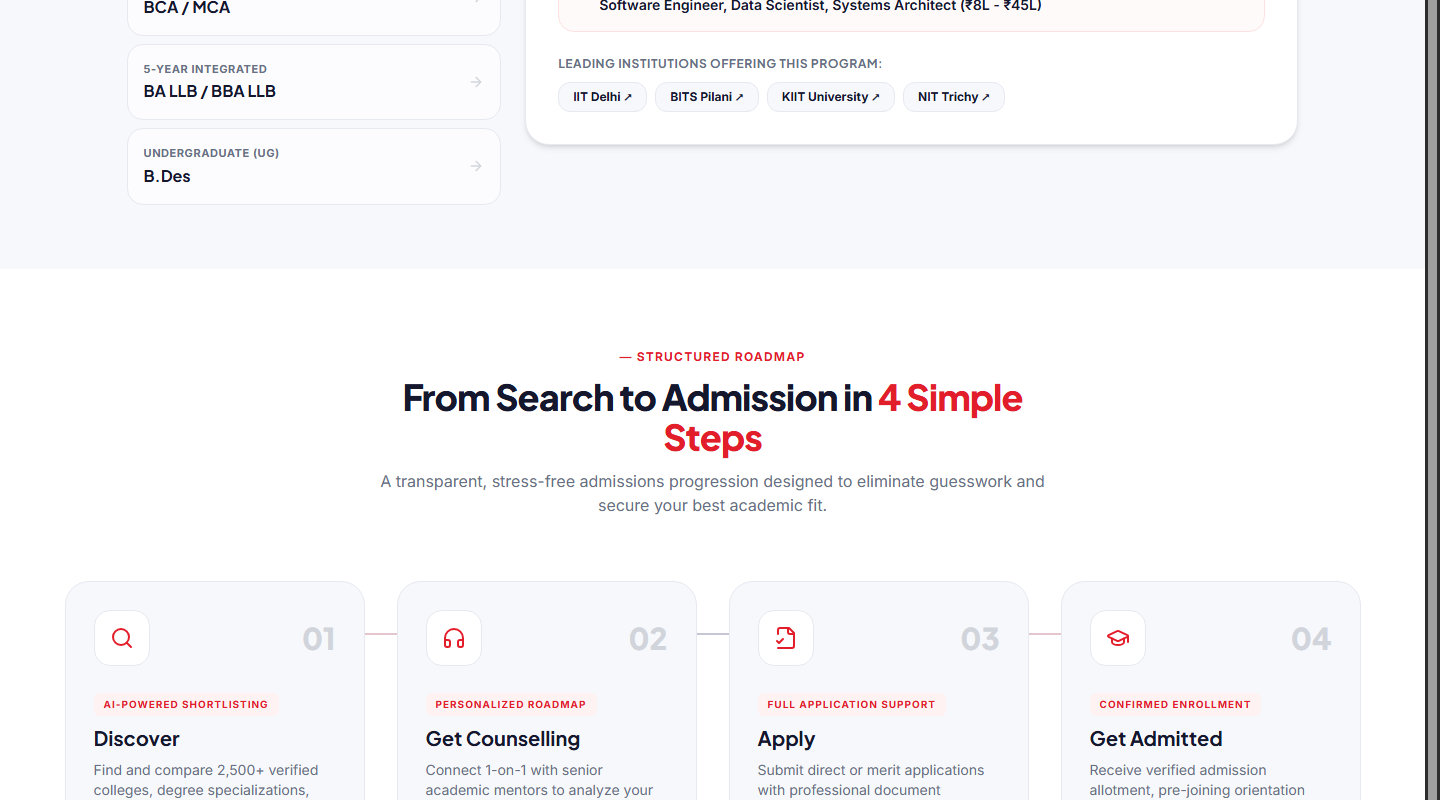 BCA / MCA
5-YEAR INTEGRATED
BA LLB / BBA LLB
UNDERGRADUATE (UG)
B.Des
Software Engineer, Data Scientist, Systems Architect (₹8L - ₹45L)
LEADING INSTITUTIONS OFFERING THIS PROGRAM:
IIT Delhi ↗ BITS Pilani ↗ KIIT University ↗ NIT Trichy ↗
— STRUCTURED ROADMAP
From Search to Admission in 4 Simple
Steps
A transparent, stress-free admissions progression designed to eliminate guesswork and
secure your best academic fit.
01
AI-POWERED SHORTLISTING
Discover
Find and compare 2,500+ verified
colleges, degree specializations,
02
PERSONALIZED ROADMAP
Get Counselling
Connect 1-on-1 with senior
academic mentors to analyze your
03
FULL APPLICATION SUPPORT
Apply
Submit direct or merit applications
with professional document
04
CONFIRMED ENROLLMENT
Get Admitted
Receive verified admission
allotment, pre-joining orientation